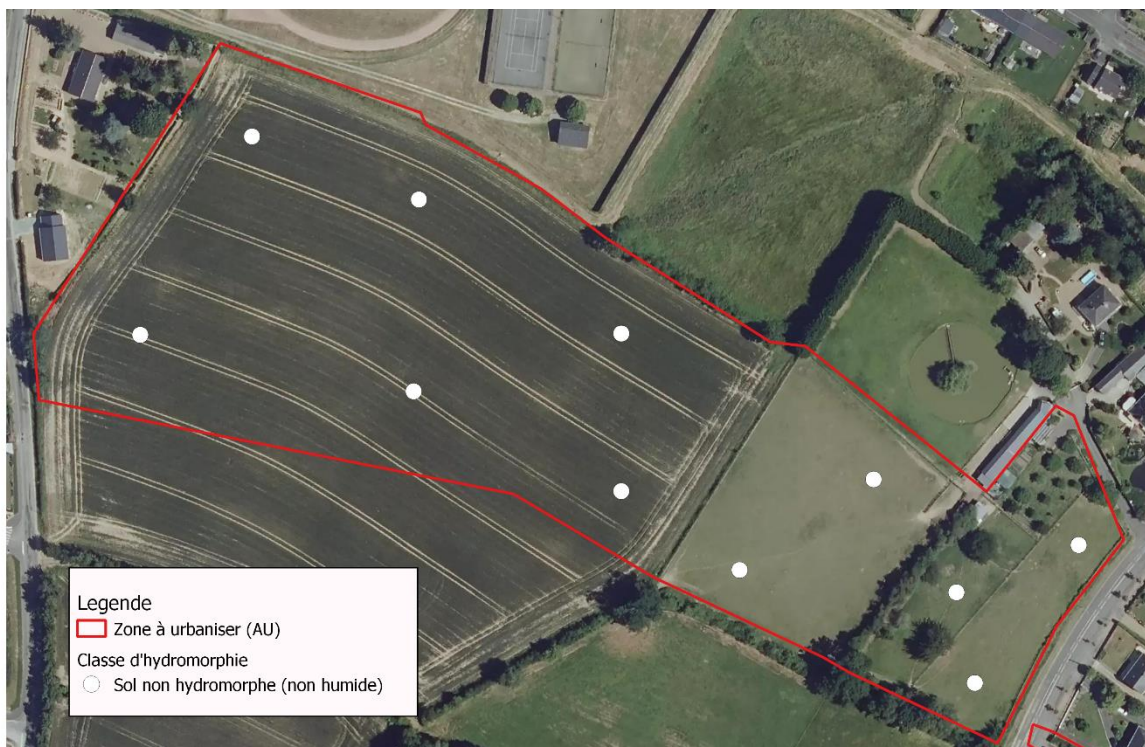 Legende
Zone à urbaniser (AU)
Classe d'hydromorphie
Sol non hydromorphe (non humide)